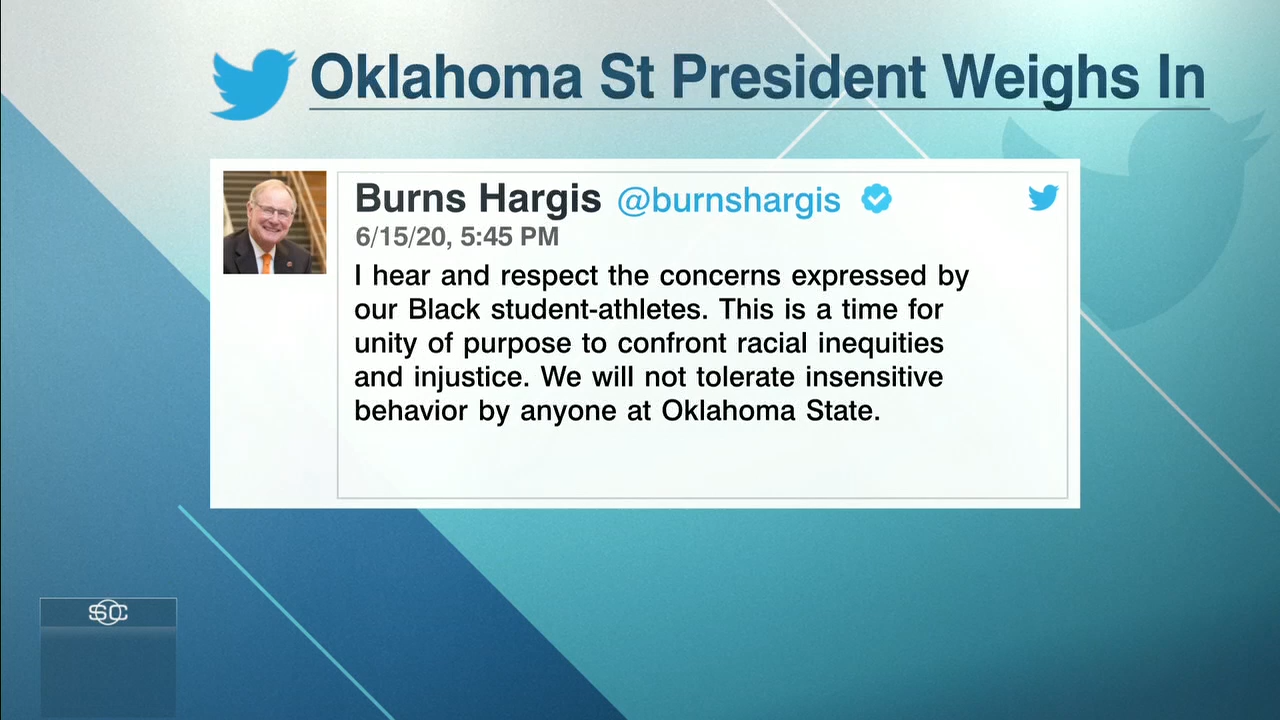 Oklahoma St President Weighs In
Burns Hargis @burnshargis
6/15/20, 5:45 PM
I hear and respect the concerns expressed by
our Black student-athletes. This is a time for
unity of purpose to confront racial inequities
and injustice. We will not tolerate insensitive
behavior by anyone at Oklahoma State.
SC